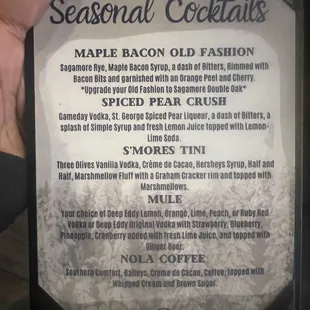 Seasonal Cocktails
MAPLE BACON OLD FASHION
Sagamore Rye, Maple Bacon Syrup, a dash of Bitters, Rimmed with
Bacon Bits and garnished with an Orange Peel and Cherry.
*Upgrade your Old Fashion to Sagamore Double Oak*
SPICED PEAR CRUSH
Gameday Vodka, St. George Spiced Pear Liqueur, a dash of Bitters, a
splash of Simple Syrup and fresh Lemon Juice topped with Lemon-
Lime Soda.
S'MORES TINI
Three Olives Vanilla Vodka, Crème de Cacao, Hersheys Syrup, Half and
Half, Marshmallow Fluff with a Graham Cracker rim and topped with
Marshmellows.
MULE
Your choice of Deep Eddy Lemon, Orange, Lime, Peach, or Ruby Red
Vodka or Deep Eddy Original Vodka with Strawberry, Blueberry,
Pineapple, Cranberry added with fresh Lime Juice, and topped with
Ginger Beer.
NOLA COFFEE
Southern Comfort, Baileys, Creme de Cacao, Coffee, topped with
Whipped Cream and Brown Sugar.